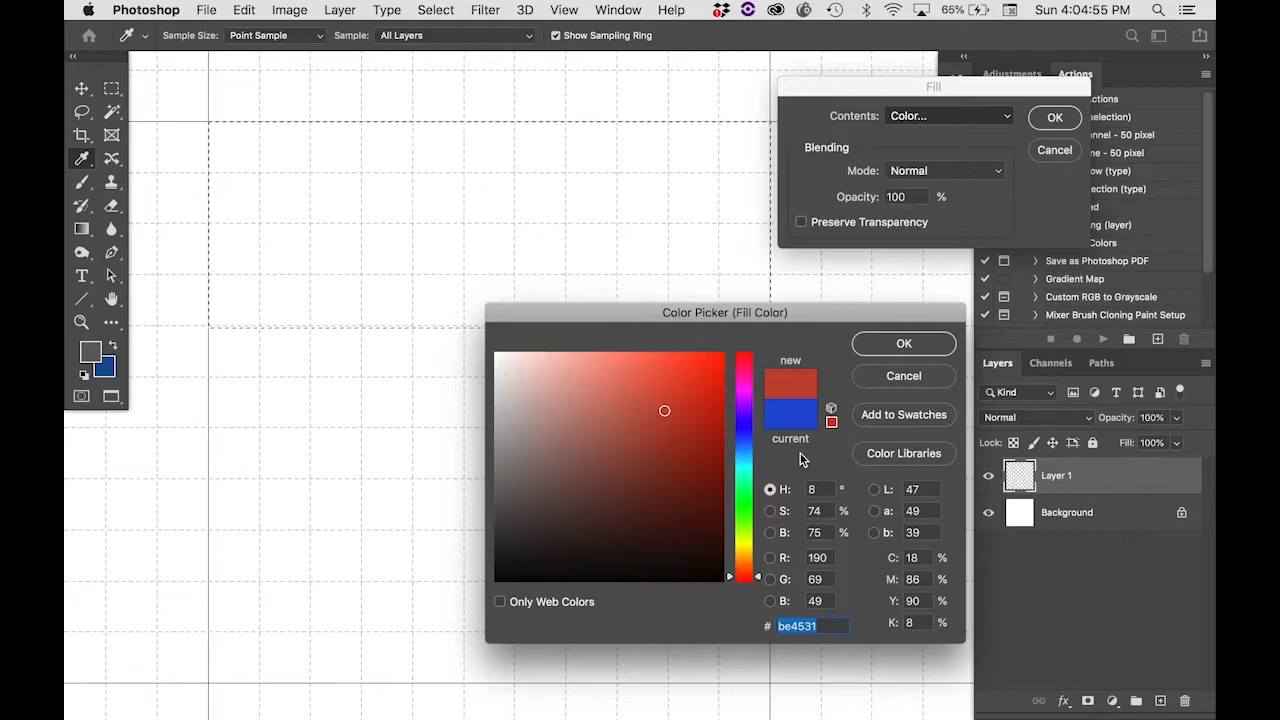 Photoshop File Edit Image Layer Type Select Filter 3D View Window Help 1 65% Sun 4:04:55 PM
Sample Size: Point Sample Sample: All Layers Show Sampling Ring
Adjustments Actions
Fill
Contents: Color... OK
Blending Cancel
Mode: Normal
Opacity: 100 %
Preserve Transparency
ctions
selection)
nnel - 50 pixel
me - 50 pixel
ow (type)
ection (type)
nd
ng (layer)
Colors
Save as Photoshop PDF
Gradient Map
Custom RGB to Grayscale
Mixer Brush Cloning Paint Setup
Color Picker (Fill Color)
new
current
OK
Cancel
Add to Swatches
Color Libraries
H: 8 °
S: 74 %
B: 75 %
R: 190
G: 69
B: 49
# be4531
L: 47
a: 49
b: 39
C: 18 %
M: 86 %
Y: 90 %
K: 8 %
Only Web Colors
Layers Channels Paths
Kind
Normal Opacity: 100%
Lock: Fill: 100%
Layer 1
Background
fx